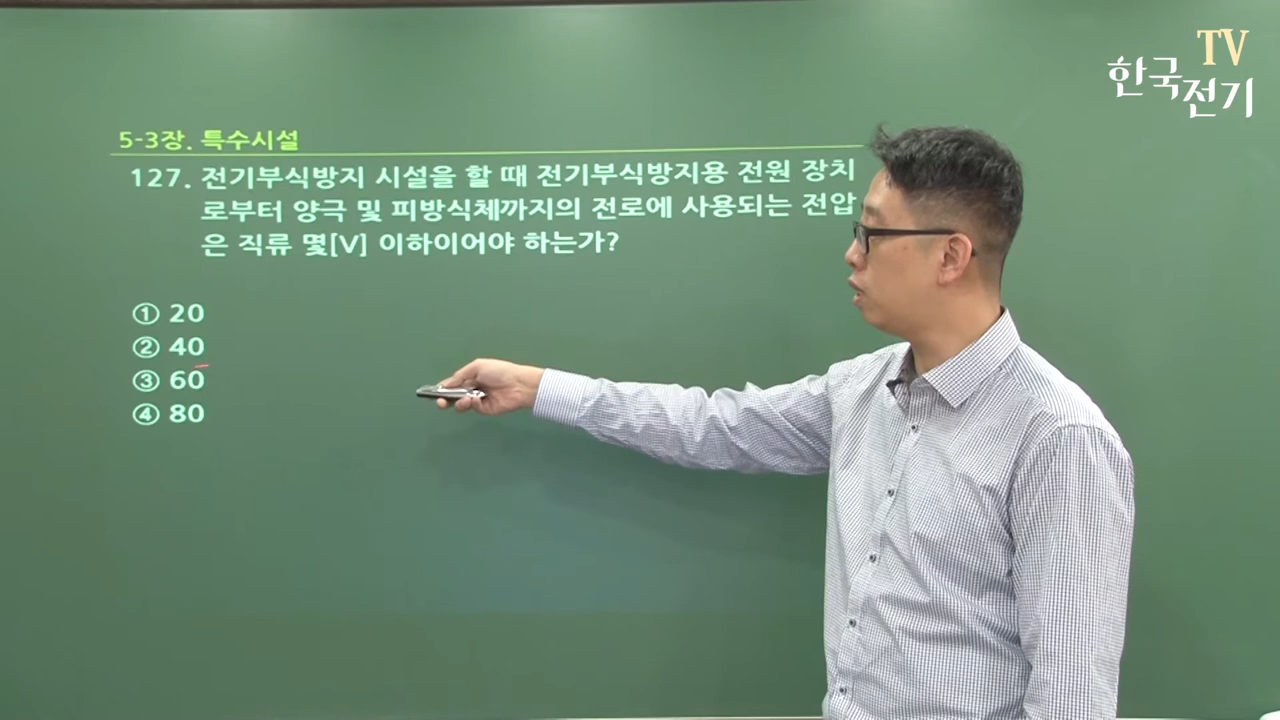 TV
한국전기
5-3장. 특수시설
127. 전기부식방지 시설을 할 때 전기부식방지용 전원 장치
로부터 양극 및 피방식체까지의 전로에 사용되는 전압
은 직류 몇[V] 이하이어야 하는가?
① 20
② 40
③ 60
④ 80